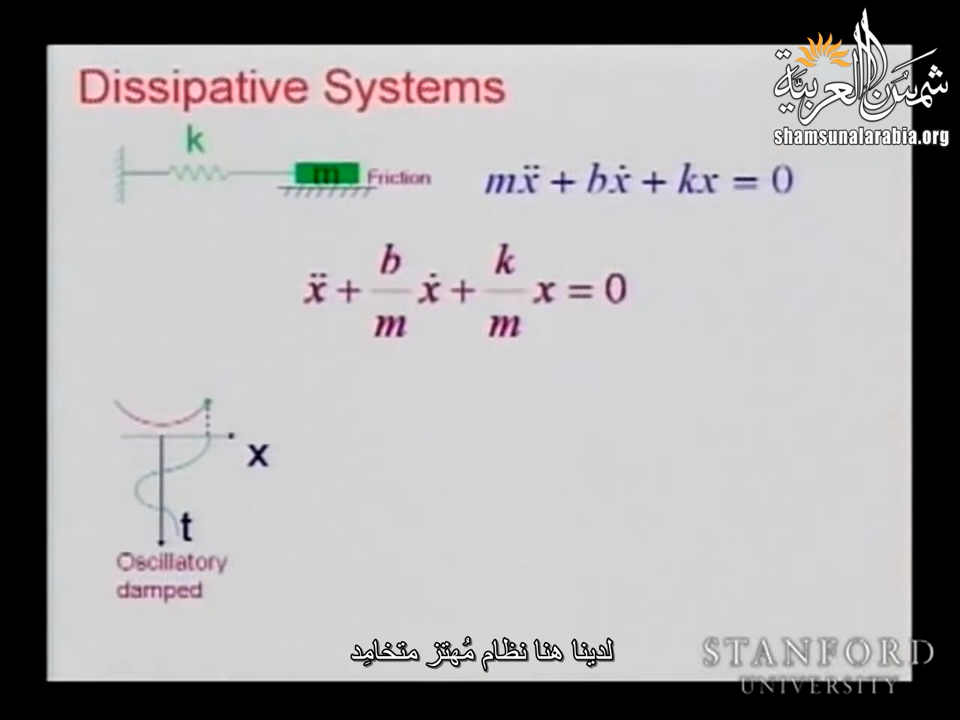 Dissipative Systems
شمس العربية
shamsunalarabia.org
k
m
Friction
mẍ + bẋ + kx = 0
ẍ + b/m ẋ + k/m x = 0
x
t
Oscillatory
damped
لدينا هنا نظام مُهتز متخامِد
STANFORD
UNIVERSITY